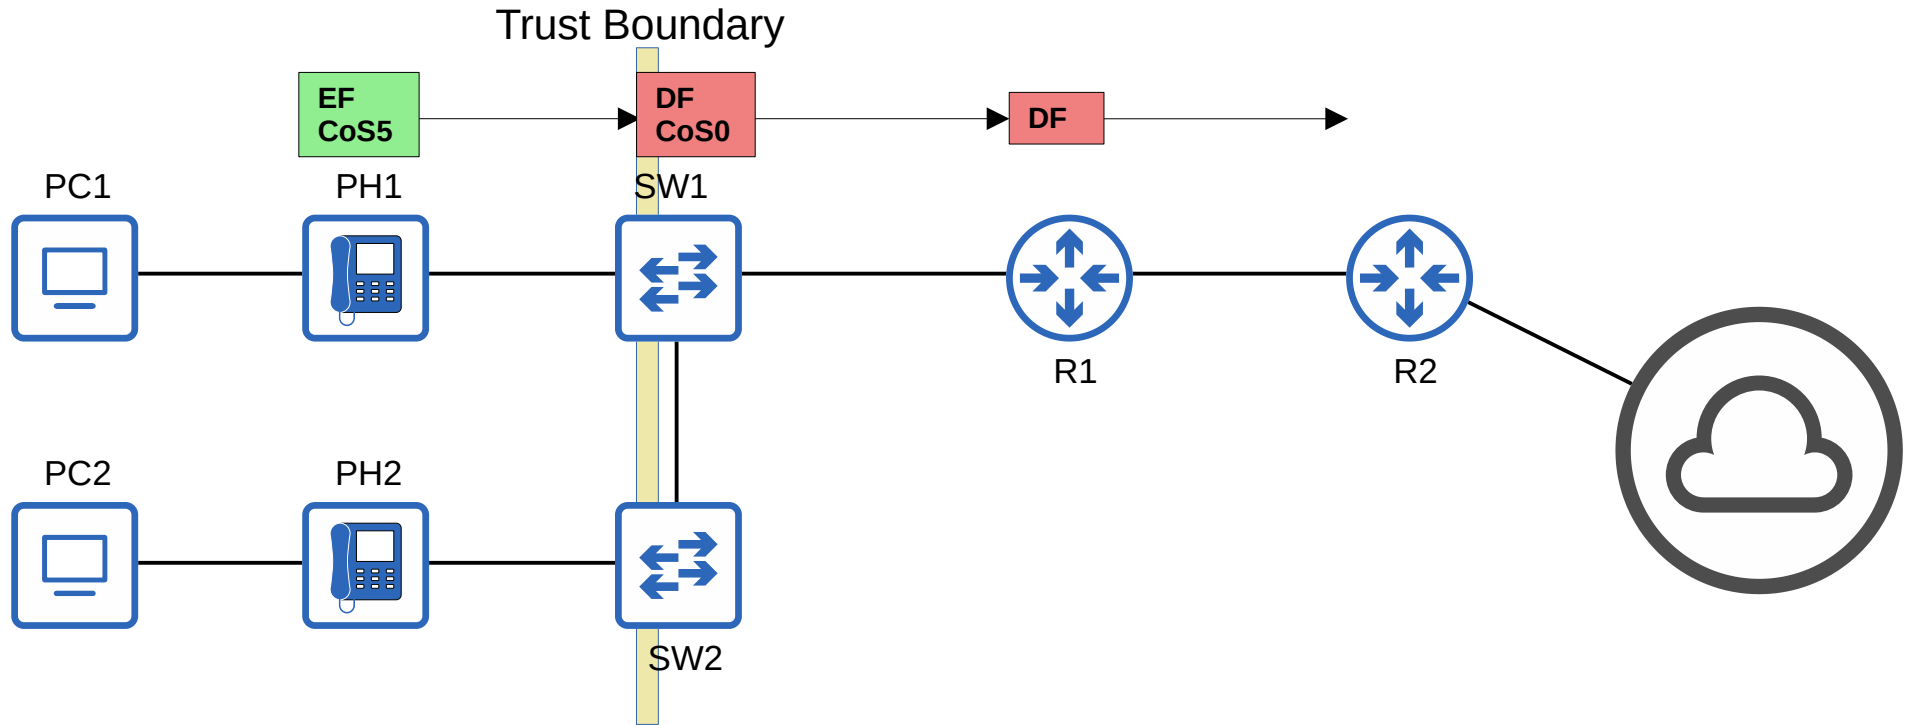 Trust Boundary
EF
CoS5
DF
CoS0
DF
PC1
PH1
SW1
R1
R2
PC2
PH2
SW2